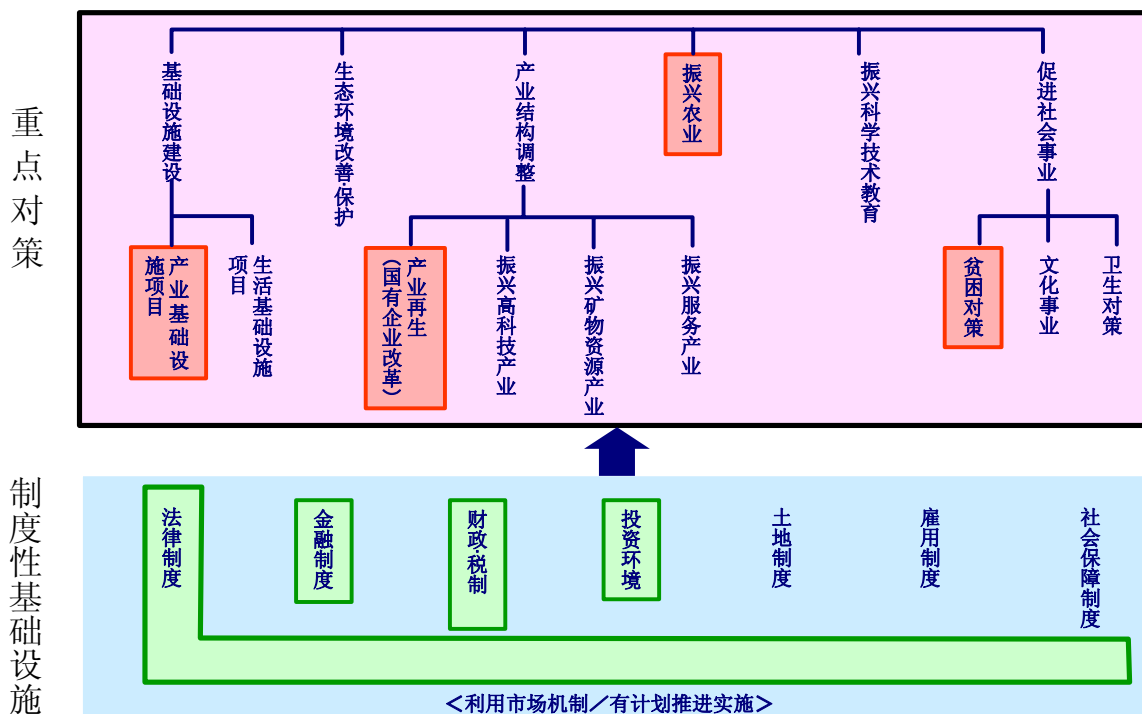 重点对策
基础设施建设
生态环境改善·保护
产业结构调整
振兴农业
振兴科学技术教育
促进社会事业
产业基础设
施项目
生活基础设施
项目
产业再生
（国有企业改革）
振兴高科技产业
振兴矿物资源产业
振兴服务产业
贫困对策
文化事业
卫生对策
制度性基础设施
法律制度
金融制度
财政·税制
投资环境
土地制度
雇用制度
社会保障制度
＜利用市场机制／有计划推进实施＞